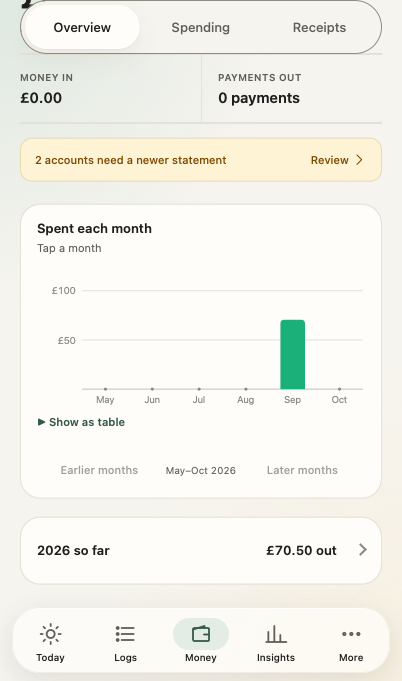 Overview
Spending
Receipts
MONEY IN
£0.00
PAYMENTS OUT
0 payments
2 accounts need a newer statement
Review
Spent each month
Tap a month
£100
£50
May Jun Jul Aug Sep Oct
Show as table
Earlier months
May–Oct 2026
Later months
2026 so far
£70.50 out
Today
Logs
Money
Insights
More